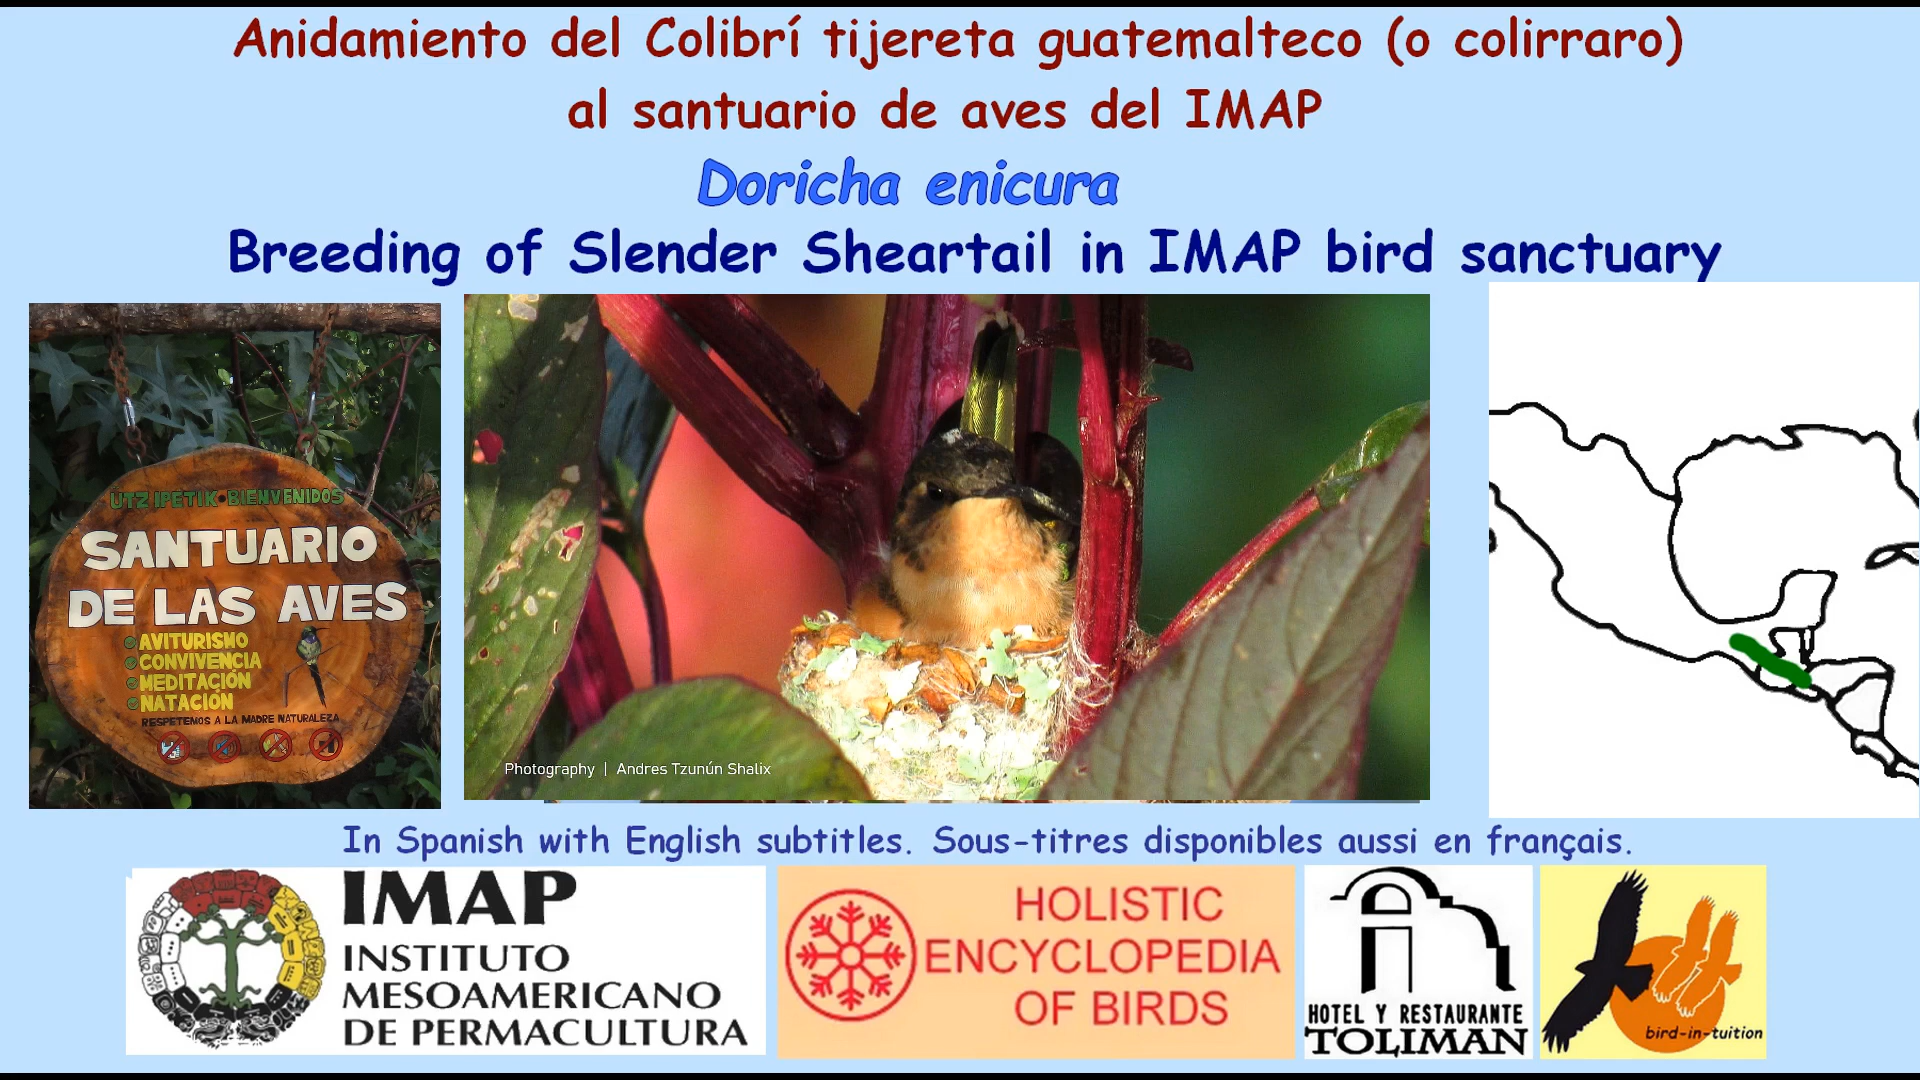 Anidamiento del Colibrí tijereta guatemalteco (o colirraro)
al santuario de aves del IMAP
Doricha enicura
Breeding of Slender Sheartail in IMAP bird sanctuary
UTZ IPETIK·BIENVENIDOS
SANTUARIO
DE LAS AVES
AVITURISMO
CONVIVENCIA
MEDITACIÓN
NATACIÓN
RESPETEMOS A LA MADRE NATURALEZA
Photography | Andres Tzunún Shalix
In Spanish with English subtitles. Sous-titres disponibles aussi en français.
IMAP
INSTITUTO
MESOAMERICANO
DE PERMACULTURA
HOLISTIC
ENCYCLOPEDIA
OF BIRDS
HOTEL Y RESTAURANTE
TOLIMAN
bird-in-tuition